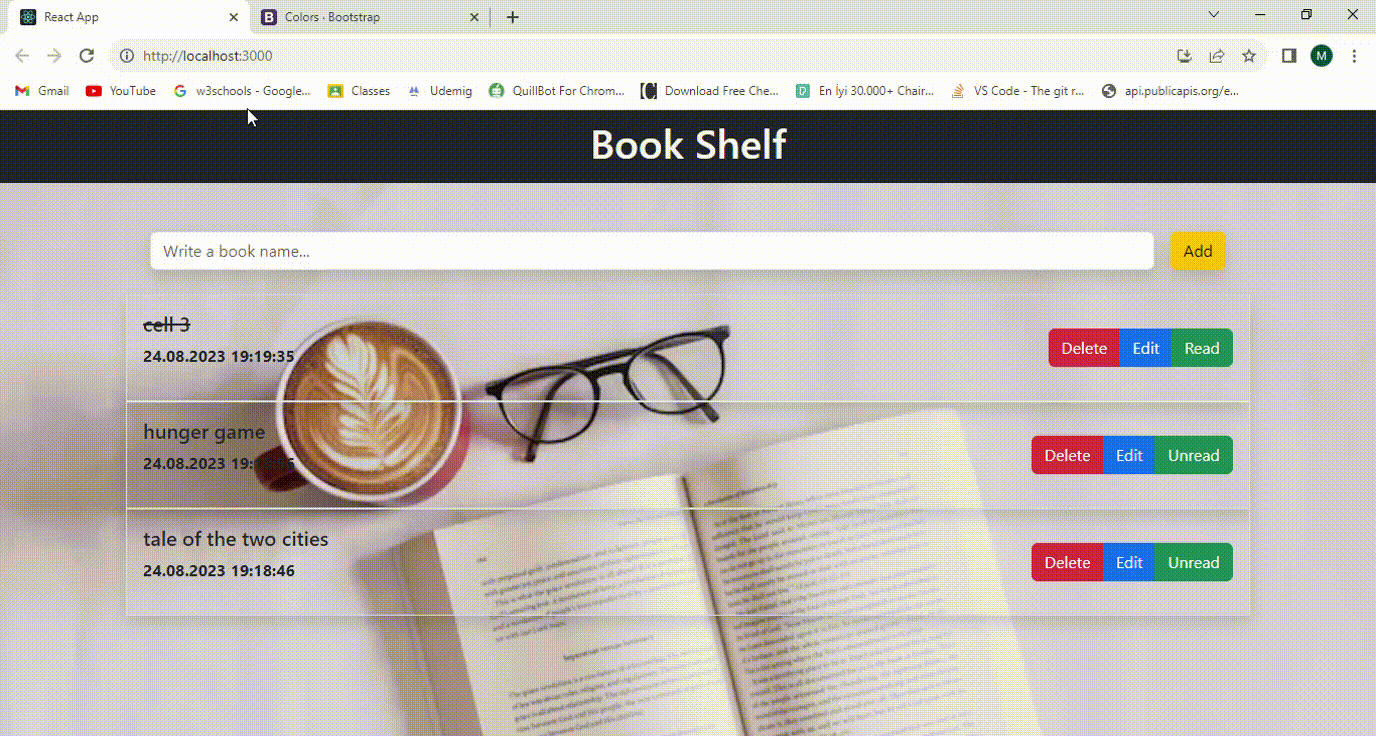 React App
Colors · Bootstrap
http://localhost:3000
M
Gmail
YouTube
w3schools - Google...
Classes
Udemig
QuillBot For Chrom...
Download Free Che...
En İyi 30.000+ Chair...
VS Code - The git r...
api.publicapis.org/e...
Book Shelf
Write a book name...
Add
cell 3
24.08.2023 19:19:35
Delete
Edit
Read
hunger game
24.08.2023
Delete
Edit
Unread
tale of the two cities
24.08.2023 19:18:46
Delete
Edit
Unread